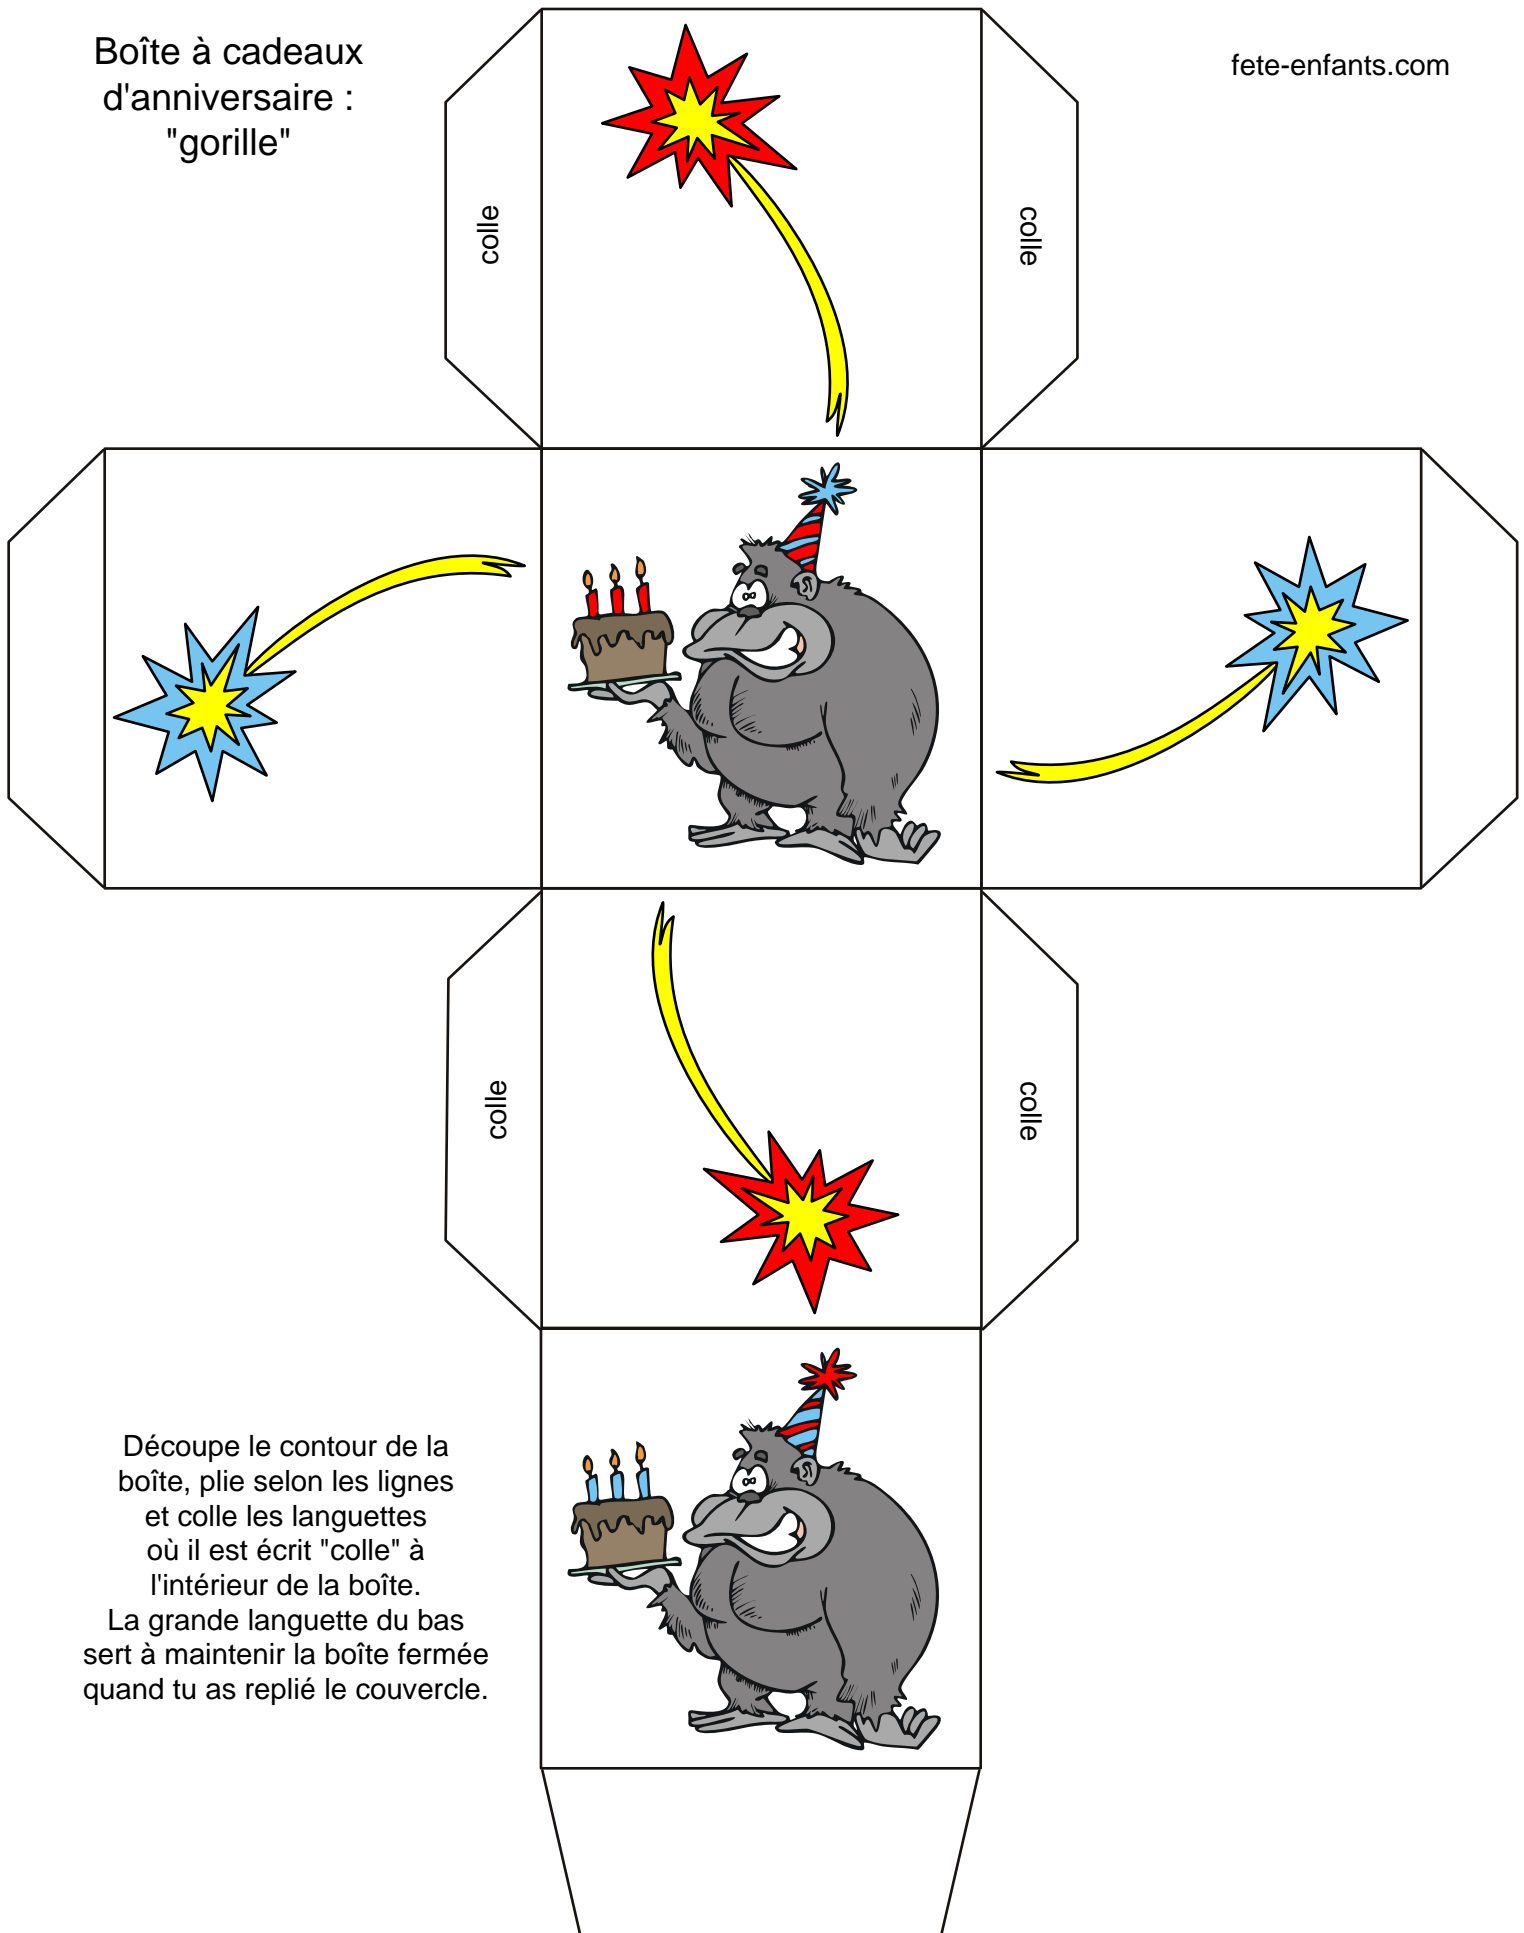 Boîte à cadeaux
d'anniversaire :
"gorille"
fete-enfants.com
colle
colle
colle
colle
Découpe le contour de la
boîte, plie selon les lignes
et colle les languettes
où il est écrit "colle" à
l'intérieur de la boîte.
La grande languette du bas
sert à maintenir la boîte fermée
quand tu as replié le couvercle.